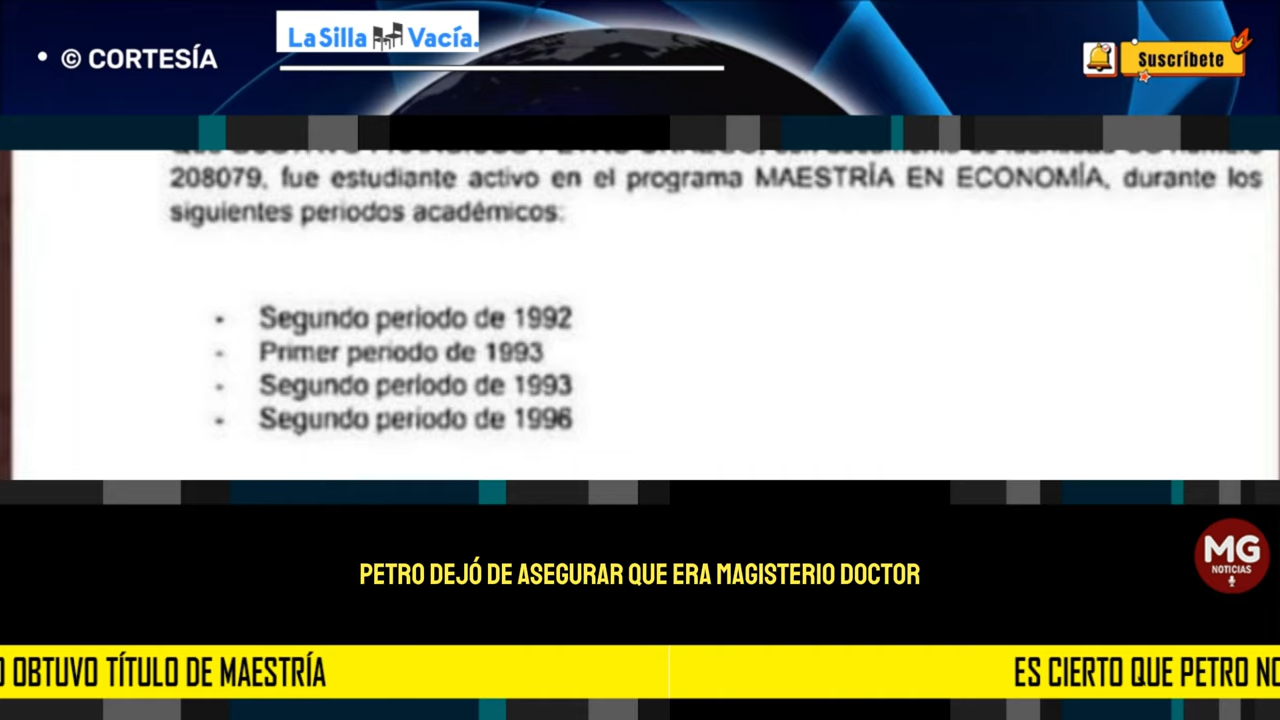 • © CORTESÍA
La Silla Vacía.
Suscríbete
208079, fue estudiante activo en el programa MAESTRÍA EN ECONOMÍA, durante los
siguientes periodos académicos:
- Segundo periodo de 1992
- Primer periodo de 1993
- Segundo periodo de 1993
- Segundo periodo de 1996
PETRO DEJÓ DE ASEGURAR QUE ERA MAGISTERIO DOCTOR
MG
NOTICIAS
O OBTUVO TÍTULO DE MAESTRÍA
ES CIERTO QUE PETRO NO